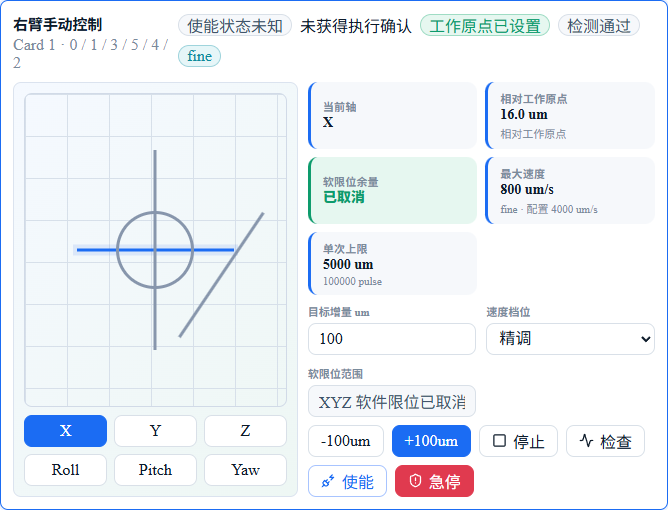 右臂手动控制
Card 1 · 0 / 1 / 3 / 5 / 4 /
2
使能状态未知
未获得执行确认
工作原点已设置
检测通过
fine
当前轴
X
相对工作原点
16.0 um
相对工作原点
软限位余量
已取消
最大速度
800 um/s
fine · 配置 4000 um/s
单次上限
5000 um
100000 pulse
目标增量 um
速度档位
100
精调
软限位范围
XYZ 软件限位已取消
X
Y
Z
Roll
Pitch
Yaw
-100um
+100um
停止
检查
使能
急停